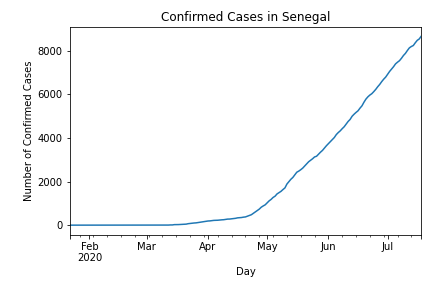 Confirmed Cases in Senegal
8000
6000
4000
2000
0
Number of Confirmed Cases
Feb Mar Apr May Jun Jul
2020
Day